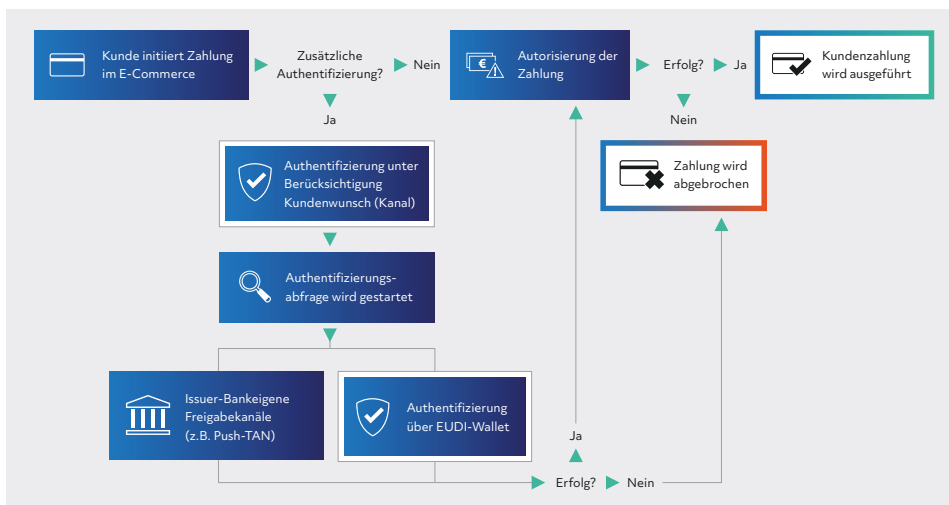 Kunde initiiert Zahlung
im E-Commerce
Zusätzliche
Authentifizierung?
Nein
€
Autorisierung der
Zahlung
Erfolg?
Ja
Kundenzahlung
wird ausgeführt
Ja
Nein
Authentifizierung unter
Berücksichtigung
Kundenwunsch (Kanal)
Zahlung wird
abgebrochen
Authentifizierungs-
abfrage wird gestartet
Issuer-Bankeigene
Freigabekanäle
(z.B. Push-TAN)
Authentifizierung
über EUDI-Wallet
Ja
Erfolg?
Nein